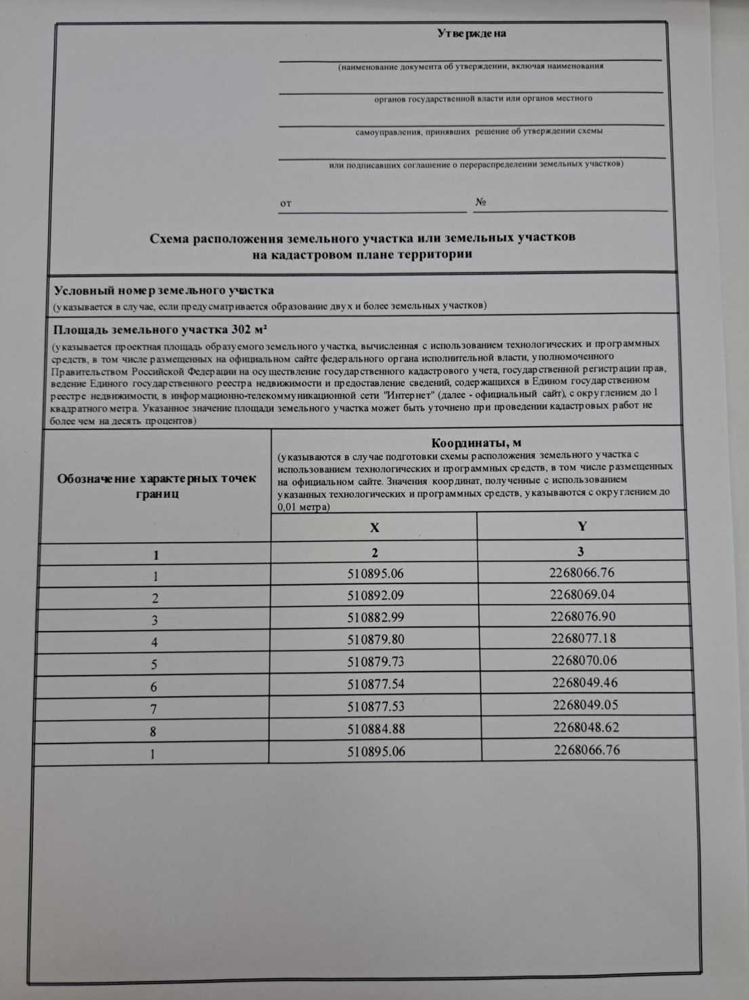 Утверждена
(наименование документа об утверждении, включая наименования
органов государственной власти или органов местного
самоуправления, принявших решение об утверждении схемы
или подписавших соглашение о перераспределении земельных участков)
от №
Схема расположения земельного участка или земельных участков
на кадастровом плане территории
Условный номер земельного участка
(указывается в случае, если предусматривается образование двух и более земельных участков)
Площадь земельного участка 302 м²
(указывается проектная площадь образуемого земельного участка, вычисленная с использованием технологических и программных
средств, в том числе размещенных на официальном сайте федерального органа исполнительной власти, уполномоченного
Правительством Российской Федерации на осуществление государственного кадастрового учета, государственной регистрации прав,
ведение Единого государственного реестра недвижимости и предоставление сведений, содержащихся в Едином государственном
реестре недвижимости, в информационно-телекоммуникационной сети "Интернет" (далее - официальный сайт), с округлением до 1
квадратного метра. Указанное значение площади земельного участка может быть уточнено при проведении кадастровых работ не
более чем на десять процентов)
Обозначение характерных точек
границ
Координаты, м
(указываются в случае подготовки схемы расположения земельного участка с
использованием технологических и программных средств, в том числе размещенных
на официальном сайте. Значения координат, полученные с использованием
указанных технологических и программных средств, указываются с округлением до
0,01 метра)
X Y
1 2 3
1 510895.06 2268066.76
2 510892.09 2268069.04
3 510882.99 2268076.90
4 510879.80 2268077.18
5 510879.73 2268070.06
6 510877.54 2268049.46
7 510877.53 2268049.05
8 510884.88 2268048.62
1 510895.06 2268066.76